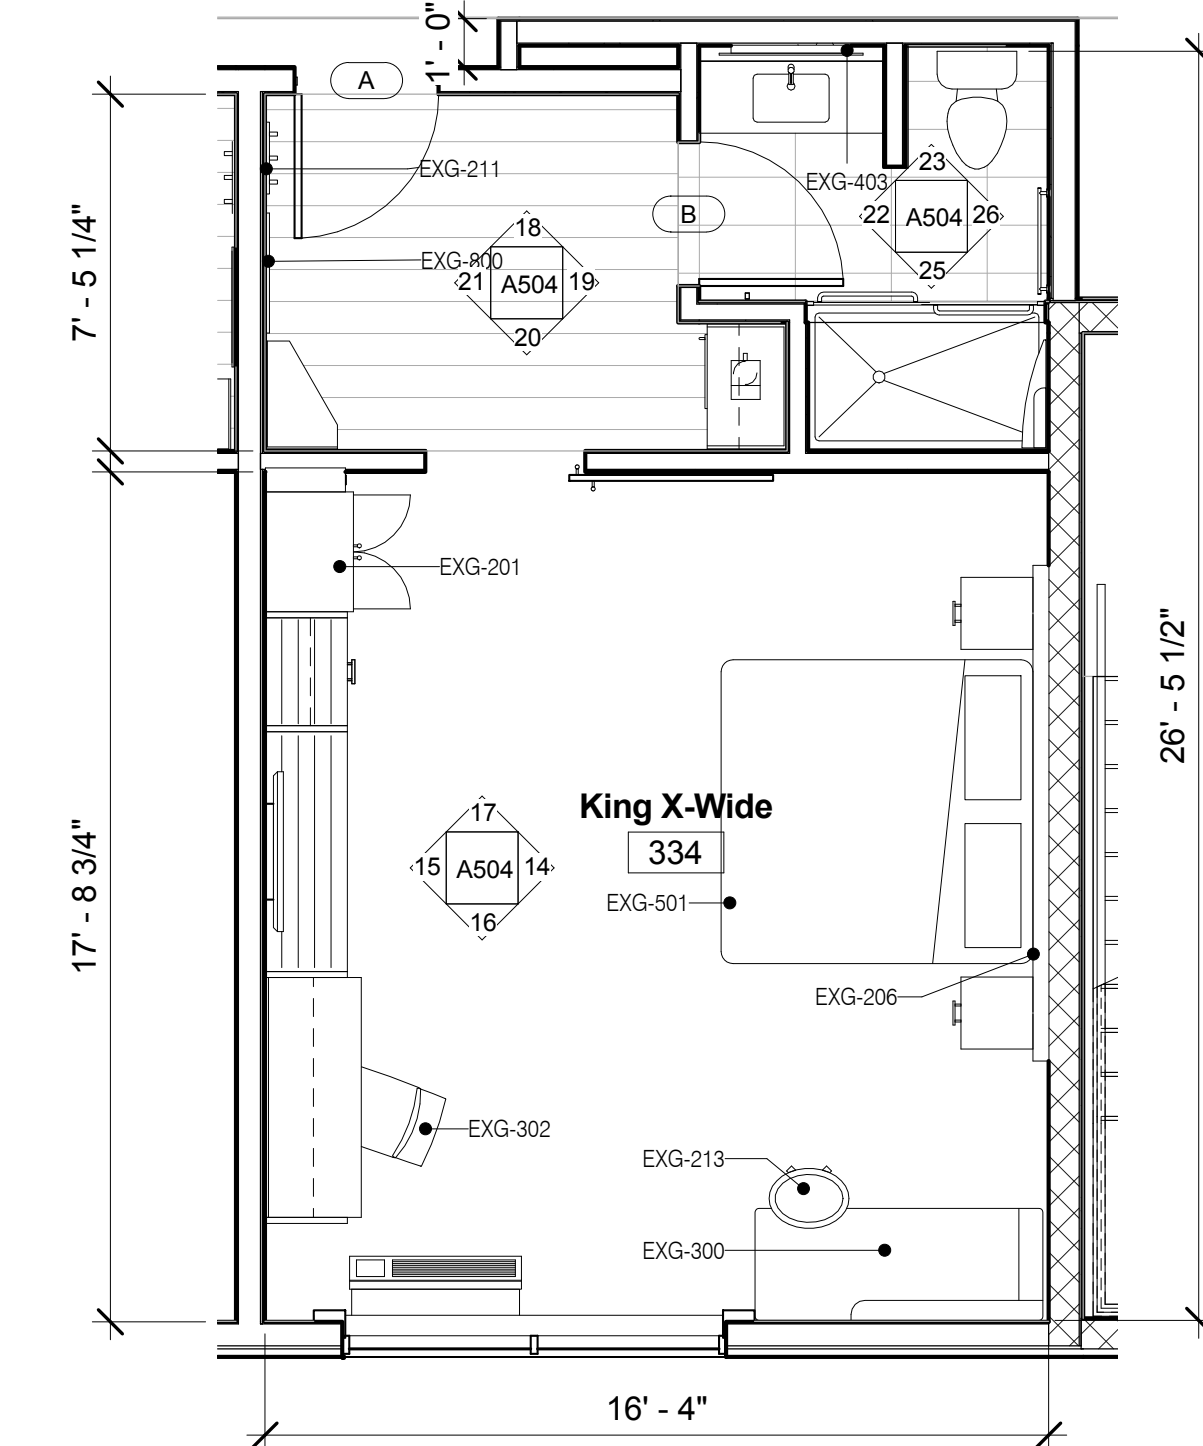 1' - 0"
A
EXG-211
EXG-403
23
22
A504
26
25
B
7' - 5 1/4"
EXG-800
18
21
A504
19
20
EXG-201
26' - 5 1/2"
King X-Wide
334
17
15
A504
14
16
EXG-501
17' - 8 3/4"
EXG-206
EXG-302
EXG-213
EXG-300
16' - 4"